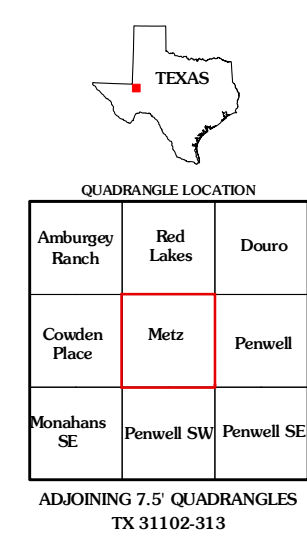 TEXAS
QUADRANGLE LOCATION
Amburgey
Ranch
Red
Lakes
Douro
Cowden
Place
Metz
Penwell
Monahans
SE
Penwell SW
Penwell SE
ADJOINING 7.5' QUADRANGLES
TX 31102-313